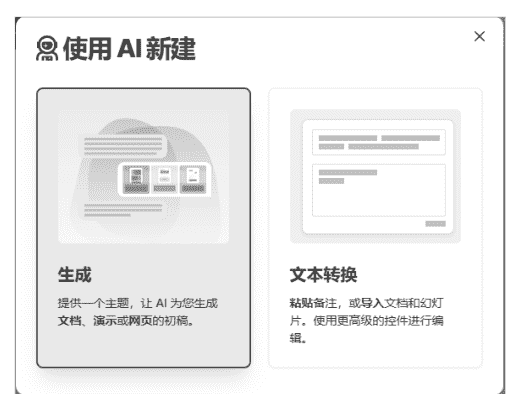 使用 AI 新建
生成
提供一个主题，让 AI 为您生成
文档、演示或网页的初稿。
文本转换
粘贴备注，或导入文档和幻灯
片。使用更高级的控件进行编
辑。